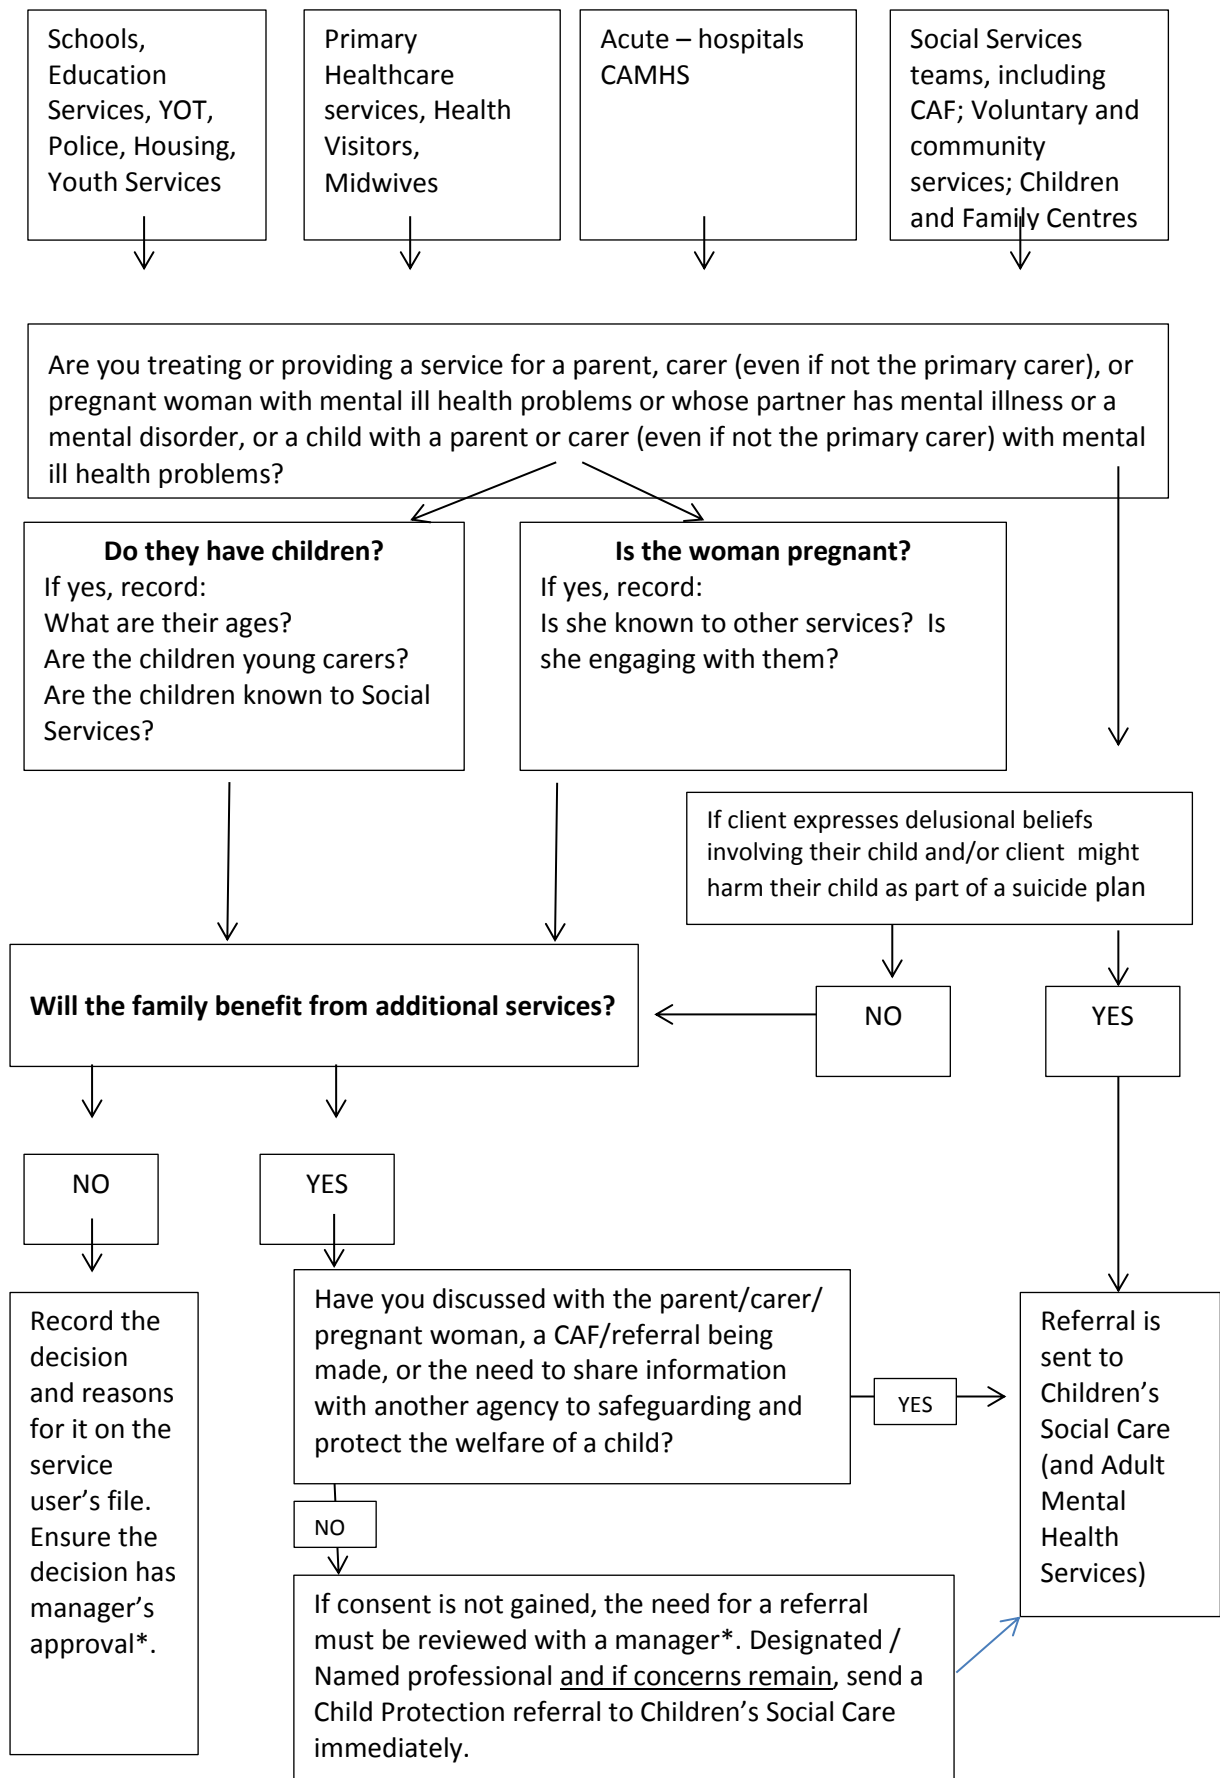 Schools,
Education
Services, YOT,
Police, Housing,
Youth Services
Primary
Healthcare
services, Health
Visitors,
Midwives
Acute – hospitals
CAMHS
Social Services
teams, including
CAF; Voluntary and
community
services; Children
and Family Centres
Are you treating or providing a service for a parent, carer (even if not the primary carer), or
pregnant woman with mental ill health problems or whose partner has mental illness or a
mental disorder, or a child with a parent or carer (even if not the primary carer) with mental
ill health problems?
Do they have children?
If yes, record:
What are their ages?
Are the children young carers?
Are the children known to Social
Services?
Is the woman pregnant?
If yes, record:
Is she known to other services?  Is
she engaging with them?
If client expresses delusional beliefs
involving their child and/or client  might
harm their child as part of a suicide plan
Will the family benefit from additional services?
NO
YES
NO
YES
Record the
decision
and reasons
for it on the
service
user’s file.
Ensure the
decision has
manager’s
approval*.
Have you discussed with the parent/carer/
pregnant woman, a CAF/referral being
made, or the need to share information
with another agency to safeguarding and
protect the welfare of a child?
YES
Referral is
sent to
Children’s
Social Care
(and Adult
Mental
Health
Services)
NO
If consent is not gained, the need for a referral
must be reviewed with a manager*. Designated /
Named professional and if concerns remain, send a
Child Protection referral to Children’s Social Care
immediately.